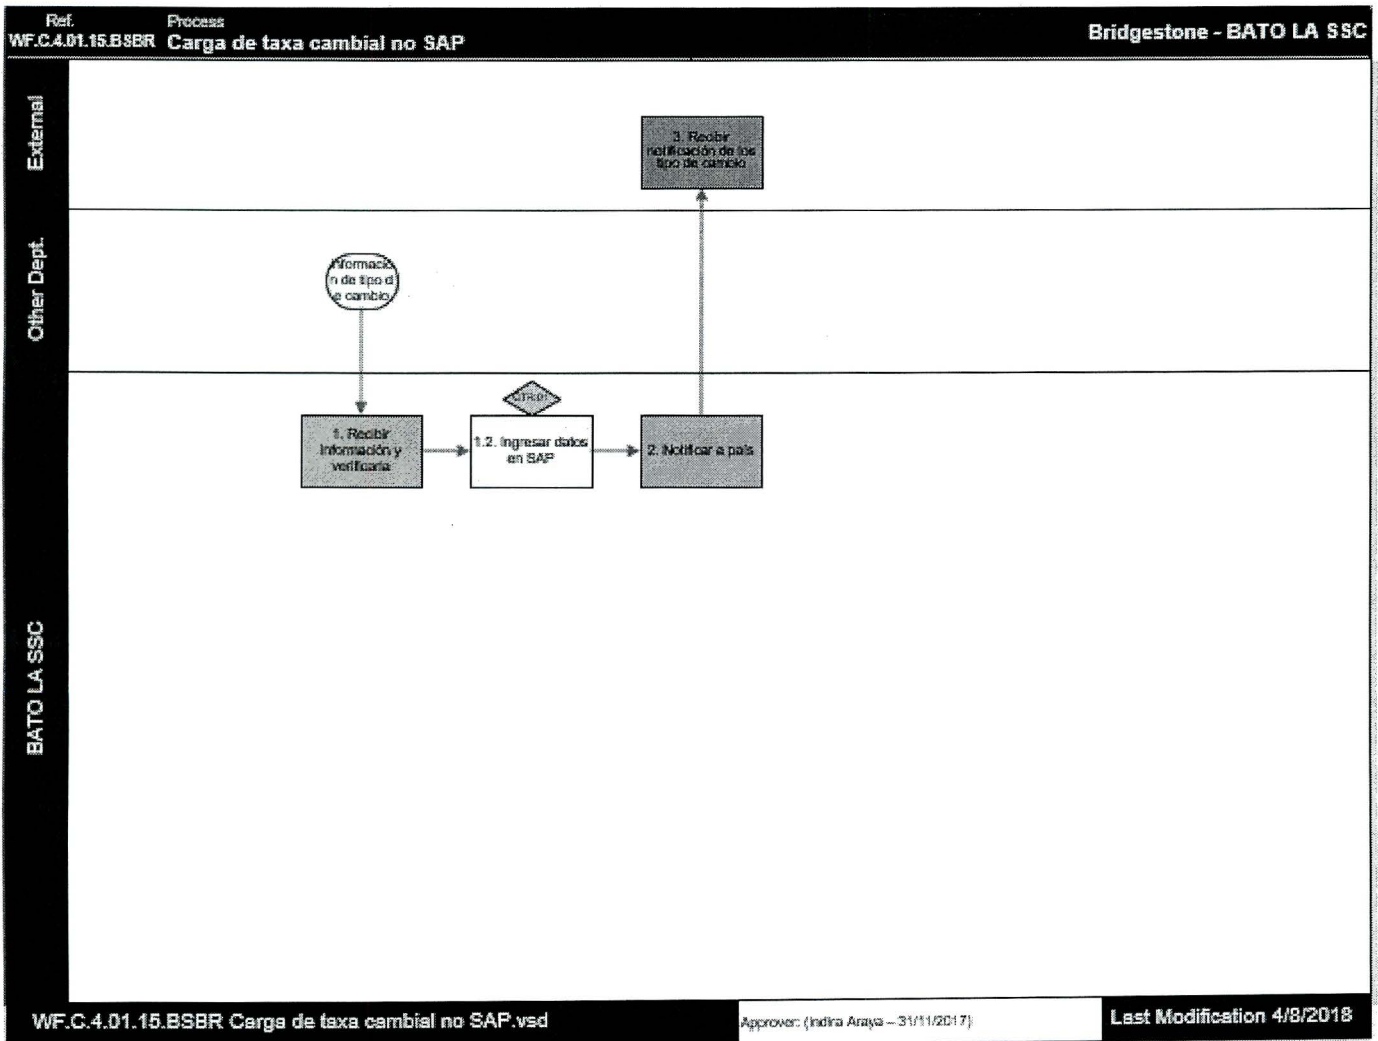 Ref.
Process
WF.C.4.01.15.BSBR Carga de taxa cambial no SAP
Bridgestone - BATO LA SSC
External
3. Recibir
notificación de los
tipo de cambio
Other Dept.
Informació
n de tipo d
e cambio
CTR.01
1. Recibir
Información y
verificarla
1.2. Ingresar datos
en SAP
2. Notificar a país
BATO LA SSC
WF.C.4.01.15.BSBR Carga de taxa cambial no SAP.vsd
Approver: (Indira Araya – 31/11/2017)
Last Modification 4/8/2018